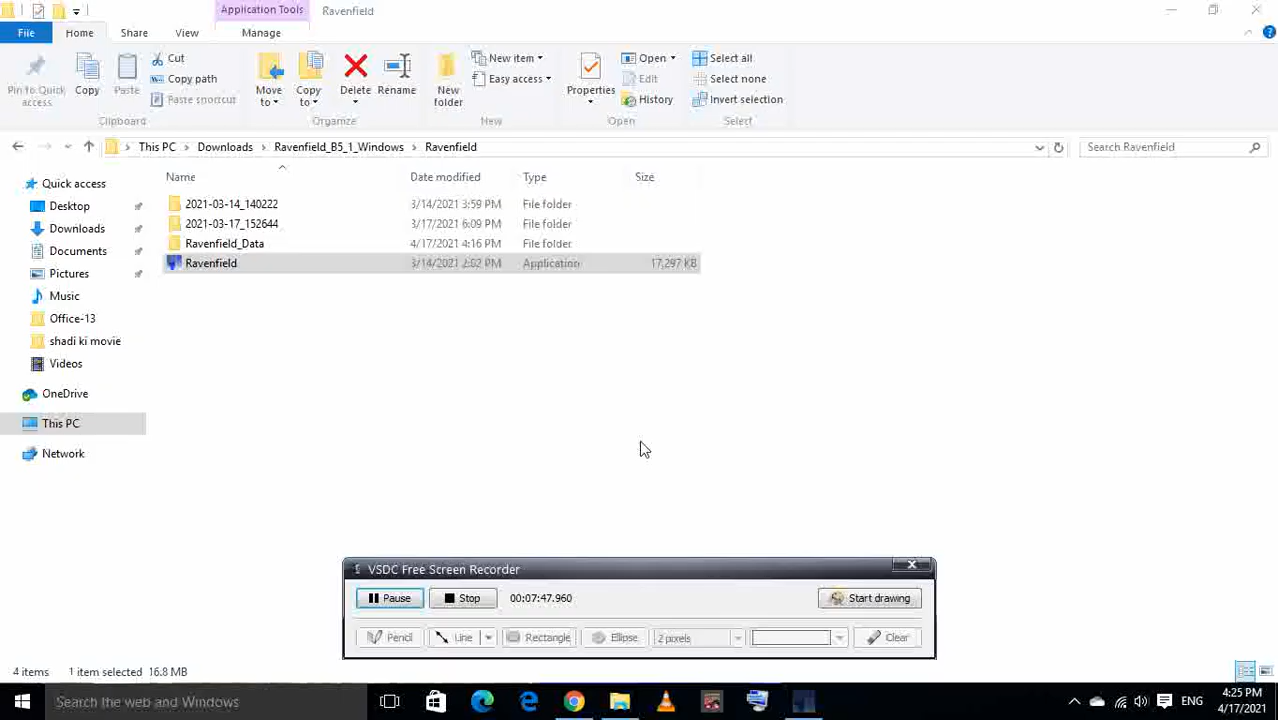 Application Tools Ravenfield
File Home Share View Manage
Pin to Quick access Copy Paste Cut Copy path Paste shortcut Move to Copy to Delete Rename New folder New item Easy access Properties Open Edit History Select all Select none Invert selection
Clipboard Organize New Open Select
This PC Downloads Ravenfield_B5_1_Windows Ravenfield Search Ravenfield
Name Date modified Type Size
Quick access
Desktop
Downloads
Documents
Pictures
Music
Office-13
shadi ki movie
Videos
OneDrive
This PC
Network
2021-03-14_140222 3/14/2021 3:59 PM File folder
2021-03-17_152644 3/17/2021 6:09 PM File folder
Ravenfield_Data 4/17/2021 4:16 PM File folder
Ravenfield 3/14/2021 2:02 PM Application 17,297 KB
VSDC Free Screen Recorder
Pause Stop 00:07:47.960 Start drawing
Pencil Line Rectangle Ellipse 2 pixels Clear
4 items 1 item selected 16.8 MB
Search the web and Windows ENG 4:25 PM
4/17/2021